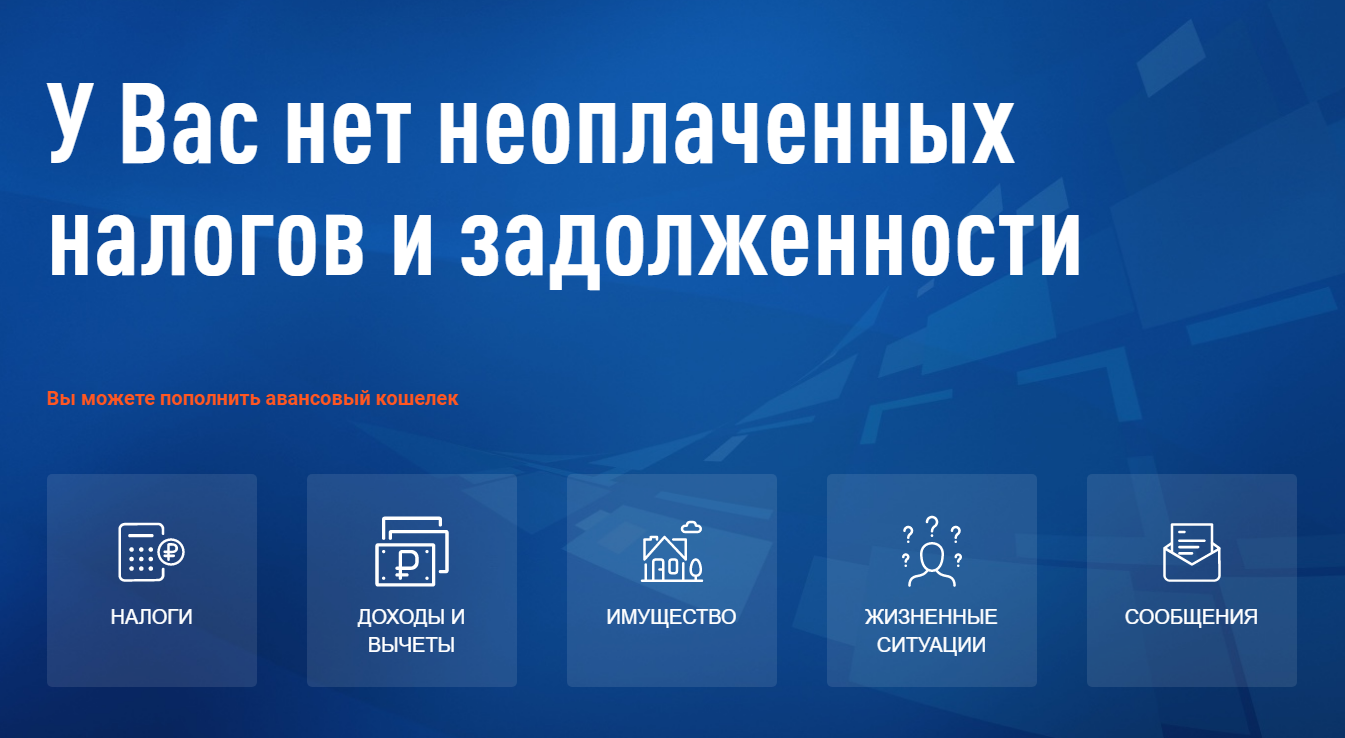 У Вас нет неоплаченных
налогов и задолженности
Вы можете пополнить авансовый кошелек
НАЛОГИ
ДОХОДЫ И
ВЫЧЕТЫ
ИМУЩЕСТВО
ЖИЗНЕННЫЕ
СИТУАЦИИ
СООБЩЕНИЯ